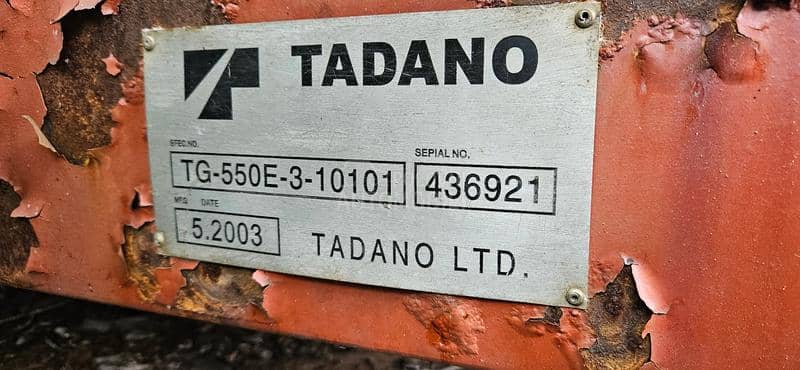 TADANO
SPEC.NO.
TG-550E-3-10101
SEPIAL NO.
436921
MFG. DATE
5.2003
TADANO LTD.